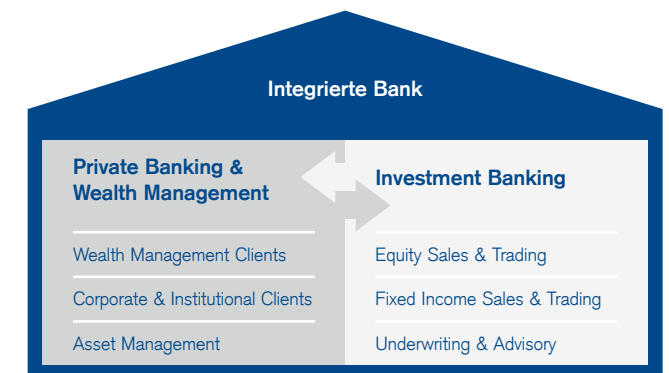 Integrierte Bank
Private Banking &
Wealth Management
Wealth Management Clients
Corporate & Institutional Clients
Asset Management
Investment Banking
Equity Sales & Trading
Fixed Income Sales & Trading
Underwriting & Advisory